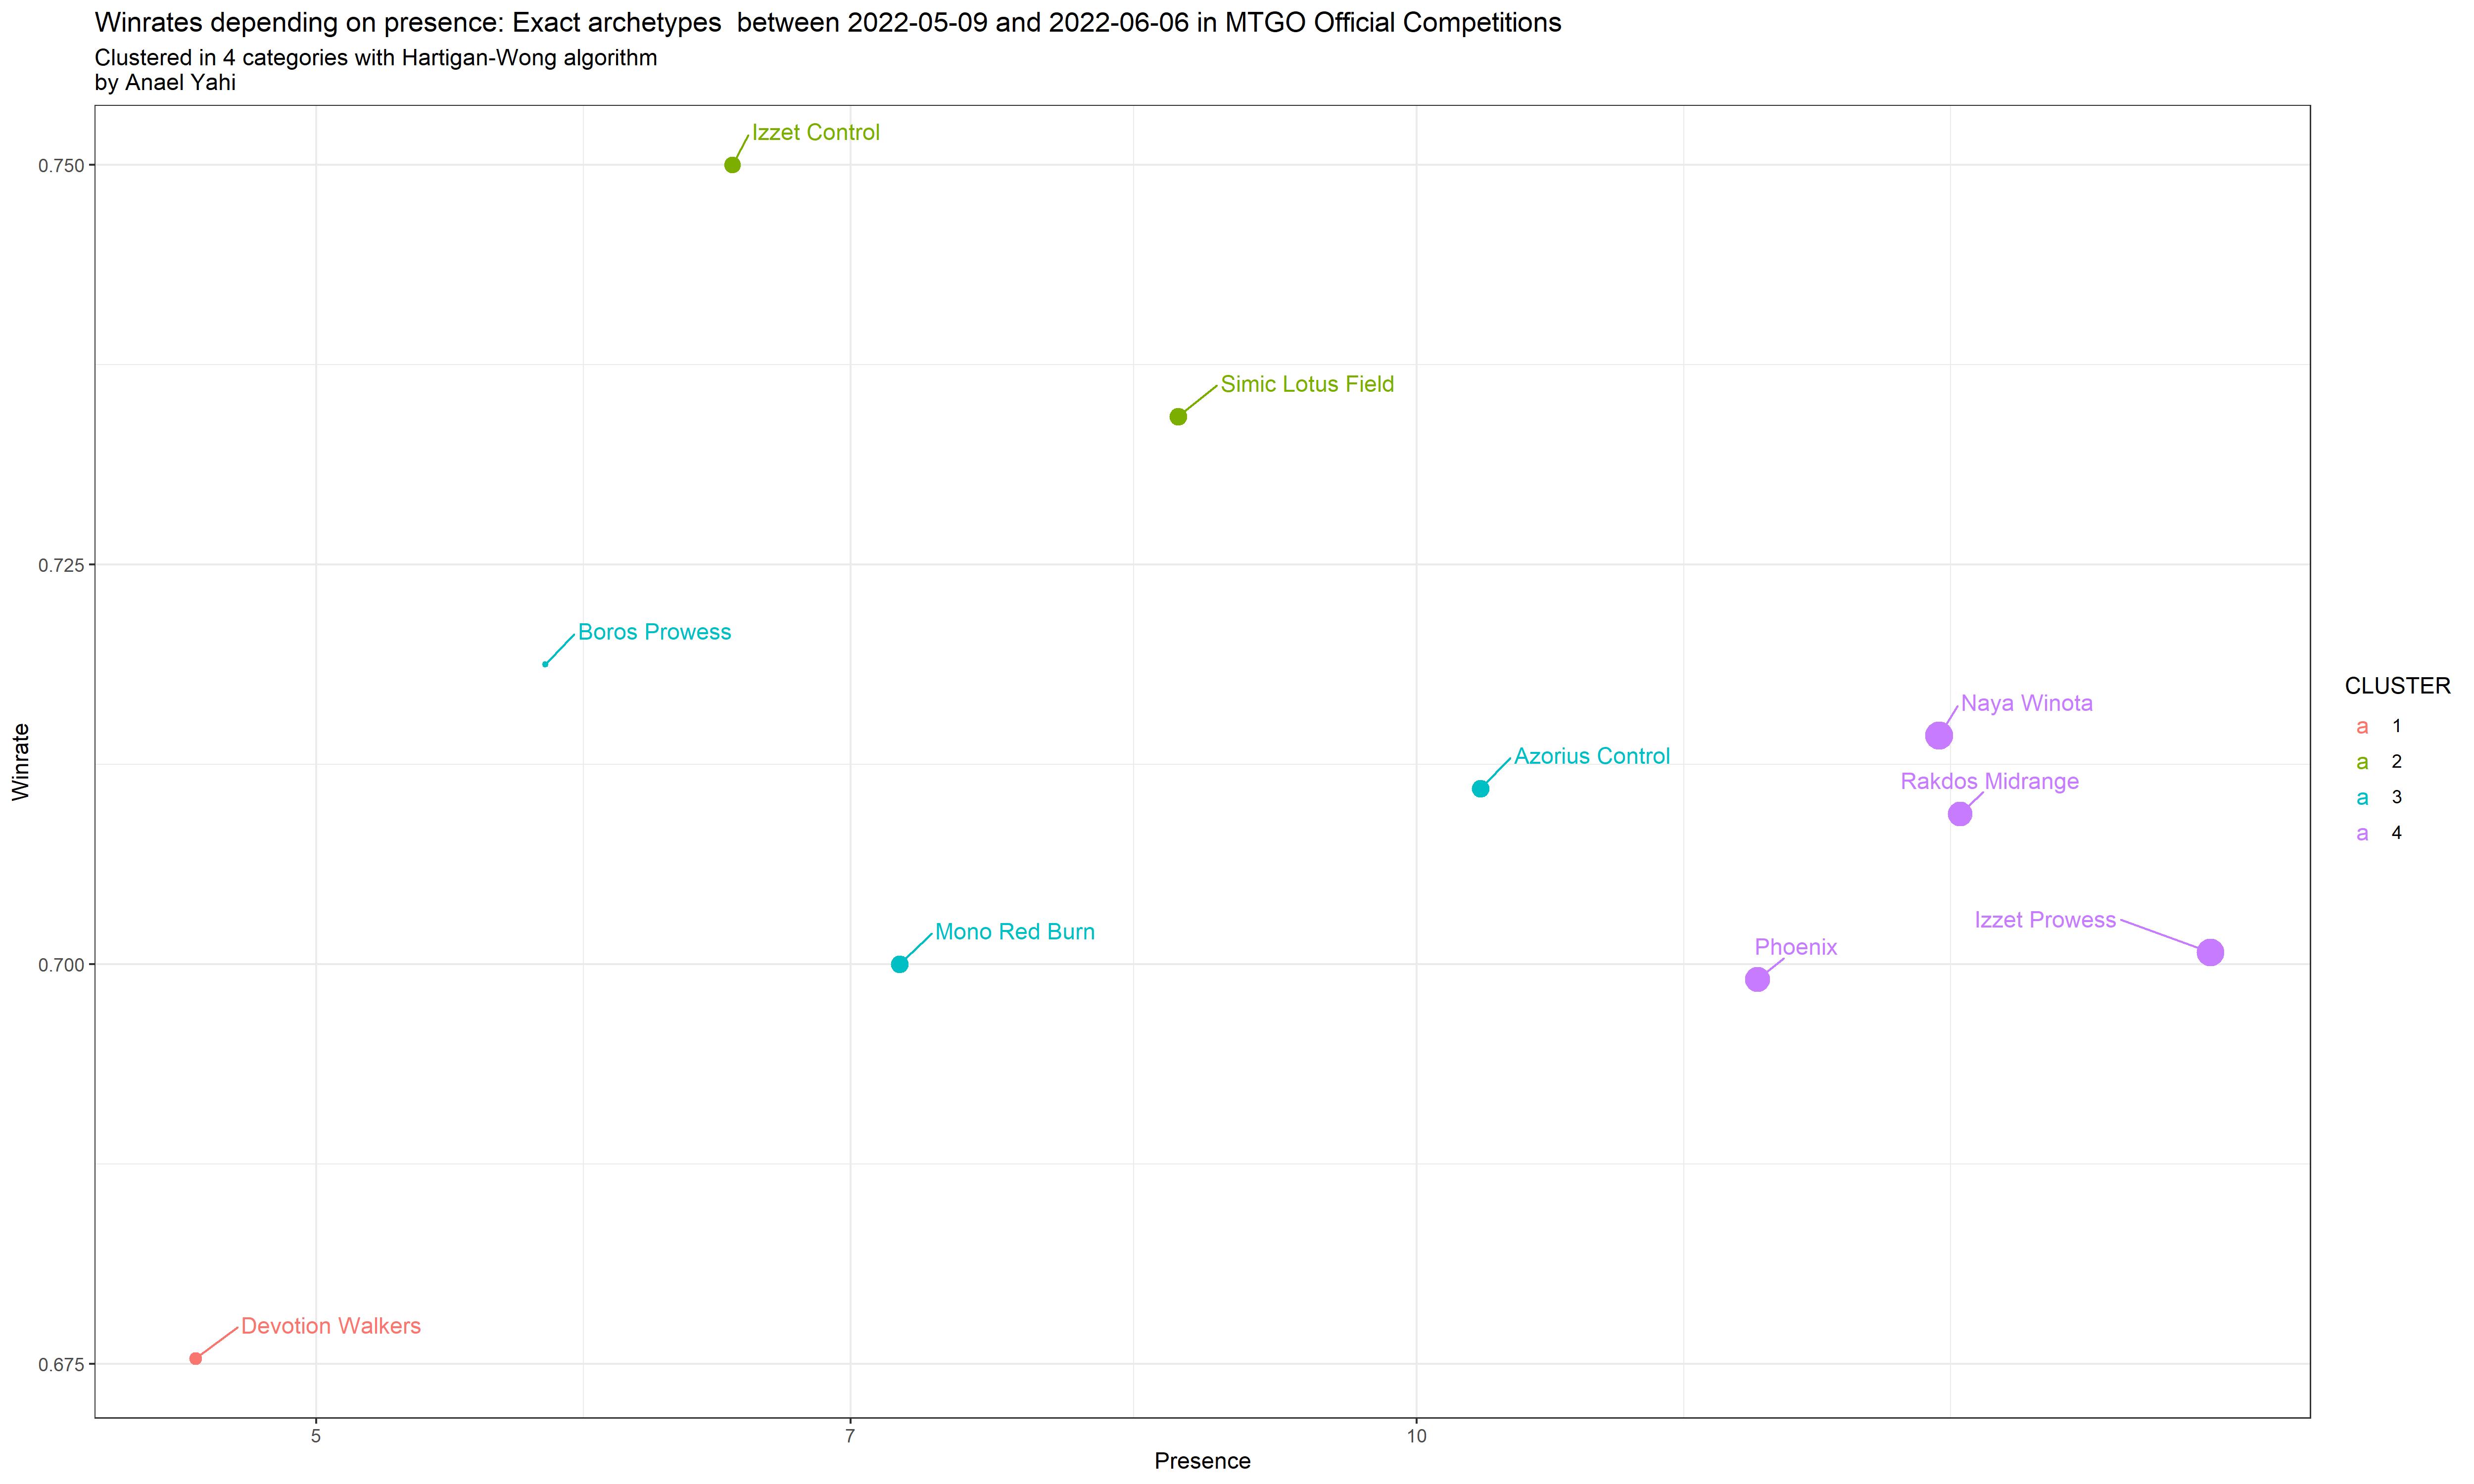 Winrates depending on presence: Exact archetypes  between 2022-05-09 and 2022-06-06 in MTGO Official Competitions
Clustered in 4 categories with Hartigan-Wong algorithm
by Anael Yahi
Izzet Control
0.750
Simic Lotus Field
0.725
Boros Prowess
Naya Winota
Azorius Control
Rakdos Midrange
Izzet Prowess
Mono Red Burn
Phoenix
0.700
Devotion Walkers
0.675
Winrate
5
7
10
Presence
CLUSTER
a 1
a 2
a 3
a 4